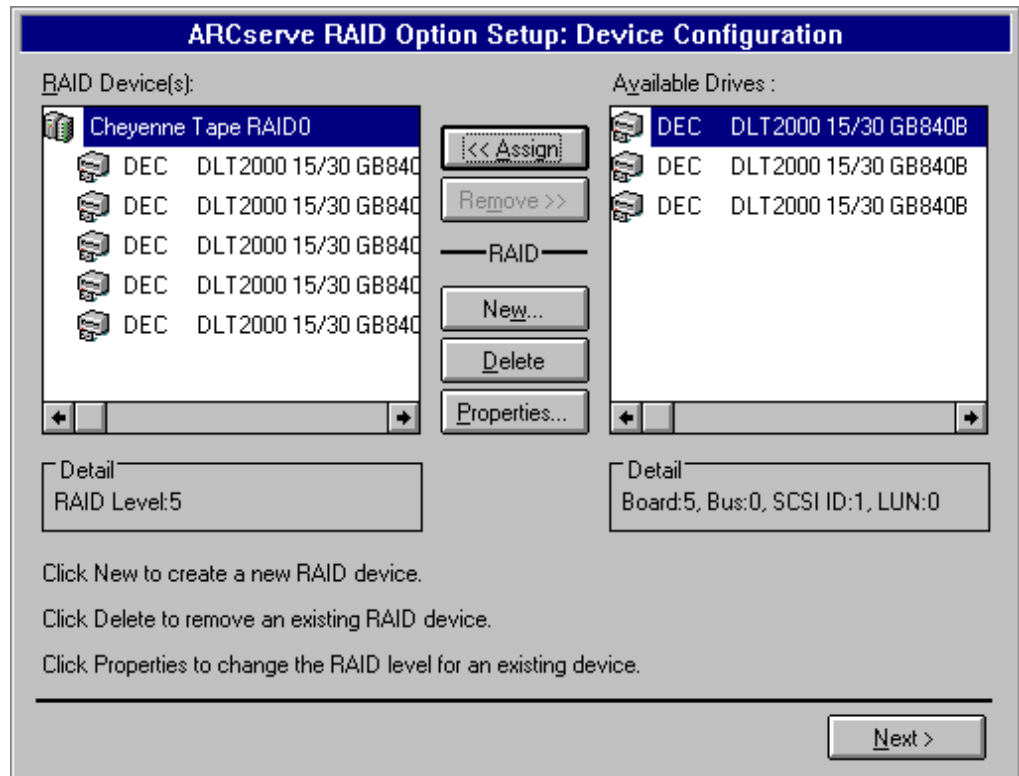 ARCserve RAID Option Setup: Device Configuration
RAID Device(s):
Cheyenne Tape RAID0
DEC DLT2000 15/30 GB840
DEC DLT2000 15/30 GB840
DEC DLT2000 15/30 GB840
DEC DLT2000 15/30 GB840
DEC DLT2000 15/30 GB840
<< Assign
Remove >>
RAID
New...
Delete
Properties...
Available Drives :
DEC DLT2000 15/30 GB840B
DEC DLT2000 15/30 GB840B
DEC DLT2000 15/30 GB840B
Detail
RAID Level:5
Detail
Board:5, Bus:0, SCSI ID:1, LUN:0
Click New to create a new RAID device.
Click Delete to remove an existing RAID device.
Click Properties to change the RAID level for an existing device.
Next >